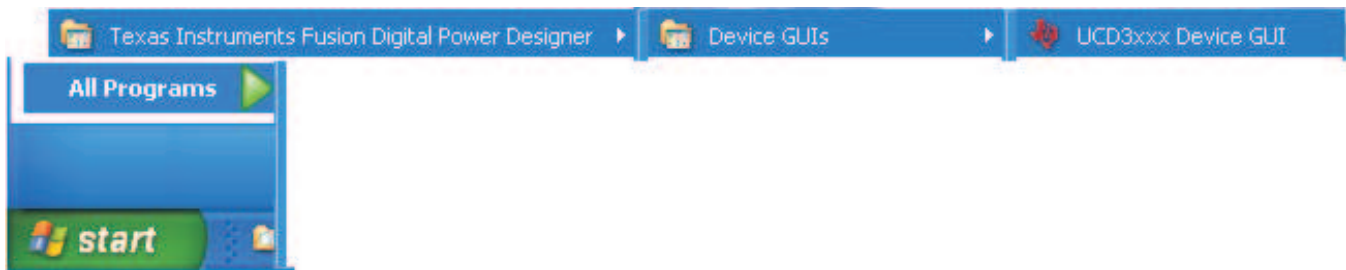 Texas Instruments Fusion Digital Power Designer
Device GUIs
UCD3xxx Device GUI
All Programs
start